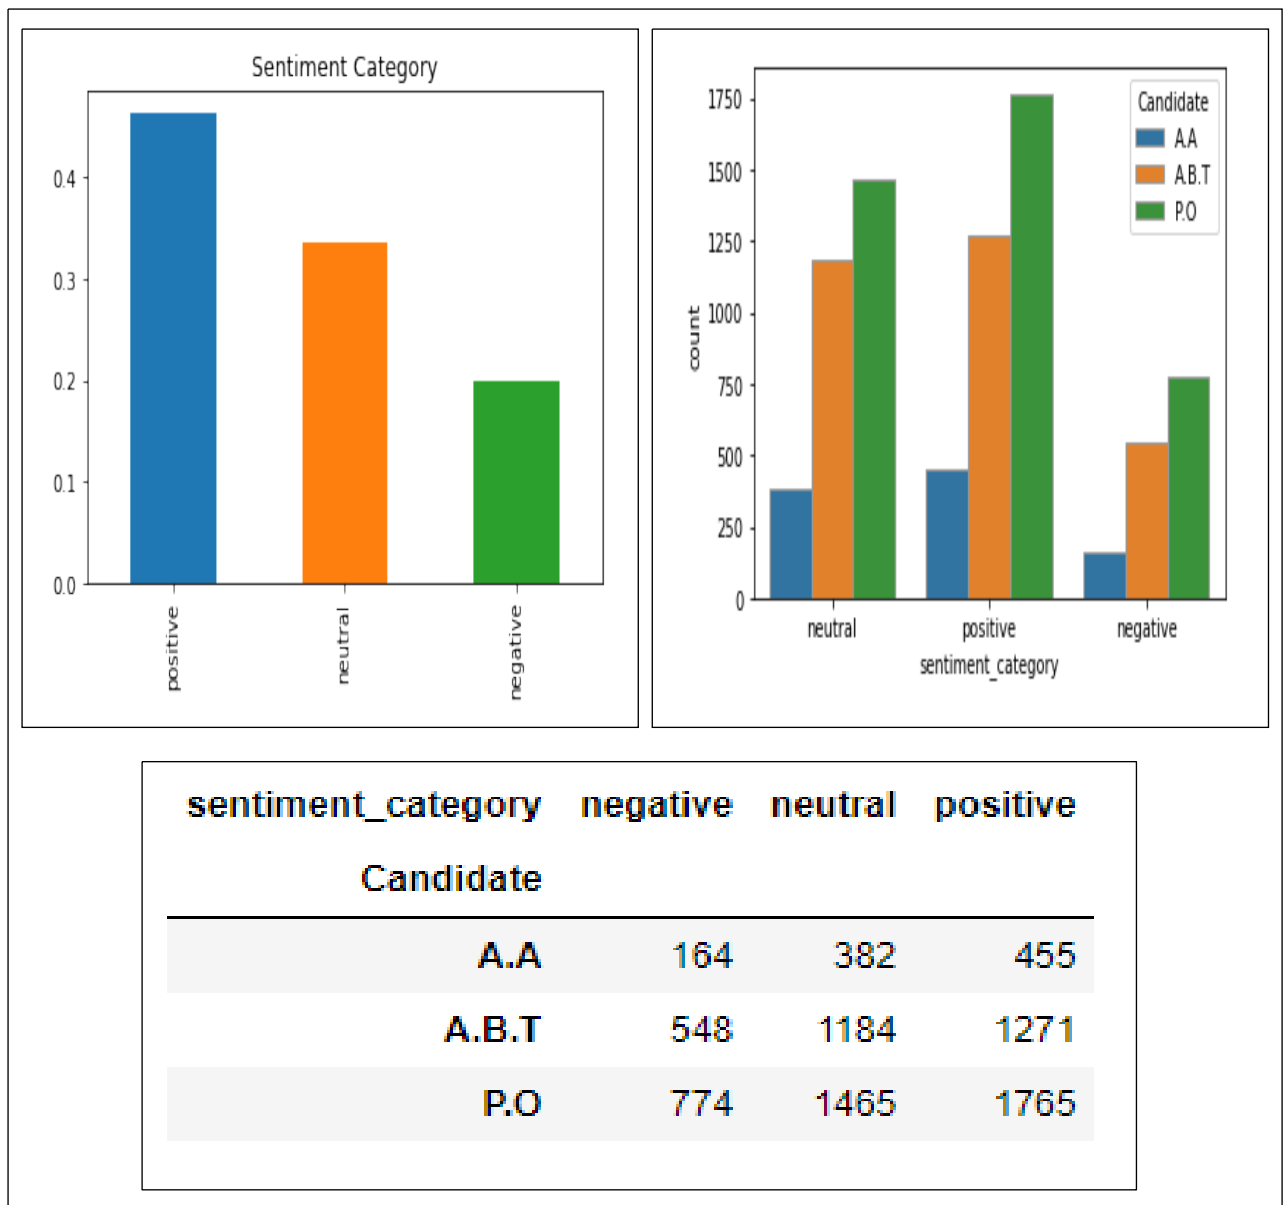 Sentiment Category
0.4
0.3
0.2
0.1
0.0
positive
neutral
negative
1750
1500
1250
1000
750
500
250
0
count
Candidate
A.A
A.B.T
P.O
neutral positive negative
sentiment_category
sentiment_category negative neutral positive
Candidate
A.A 164 382 455
A.B.T 548 1184 1271
P.O 774 1465 1765